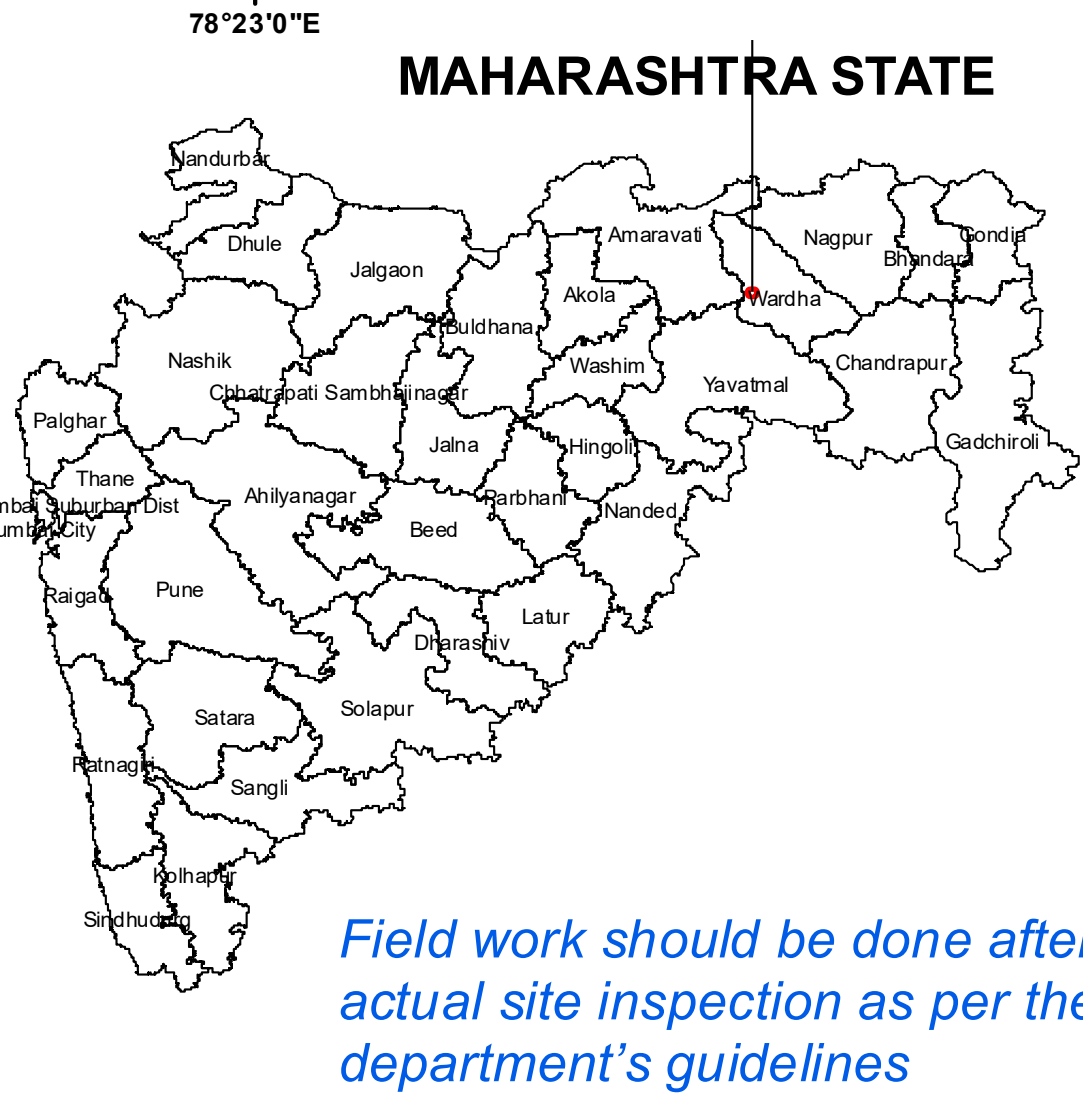 78°23'0"E
MAHARASHTRA STATE
Nandurbar
Dhule
Jalgaon
Amaravati
Nagpur
Gondia
Bhandara
Akola
Wardha
Buldhana
Nashik
Washim
Chandrapur
Chhatrapati Sambhajinagar
Yavatmal
Palghar
Jalna
Hingoli
Gadchiroli
Thane
Ahilyanagar
Parbhani
mbai Suburban Dist
Nanded
umbai City
Beed
Raigad
Pune
Latur
Dharashiv
Satara
Solapur
Ratnagiri
Sangli
Kolhapur
Sindhudurg
Field work should be done after
actual site inspection as per the
department’s guidelines